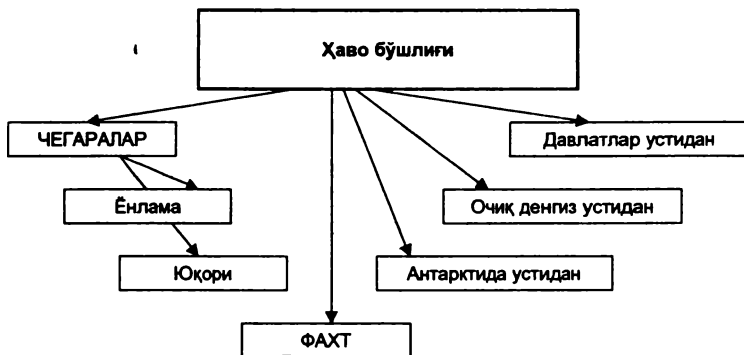 Ҳаво бўшлиғи
ЧЕГАРАЛАР
Давлатлар устидан
Ёнлама
Очиқ денгиз устидан
Юқори
Антарктида устидан
ФАХТ